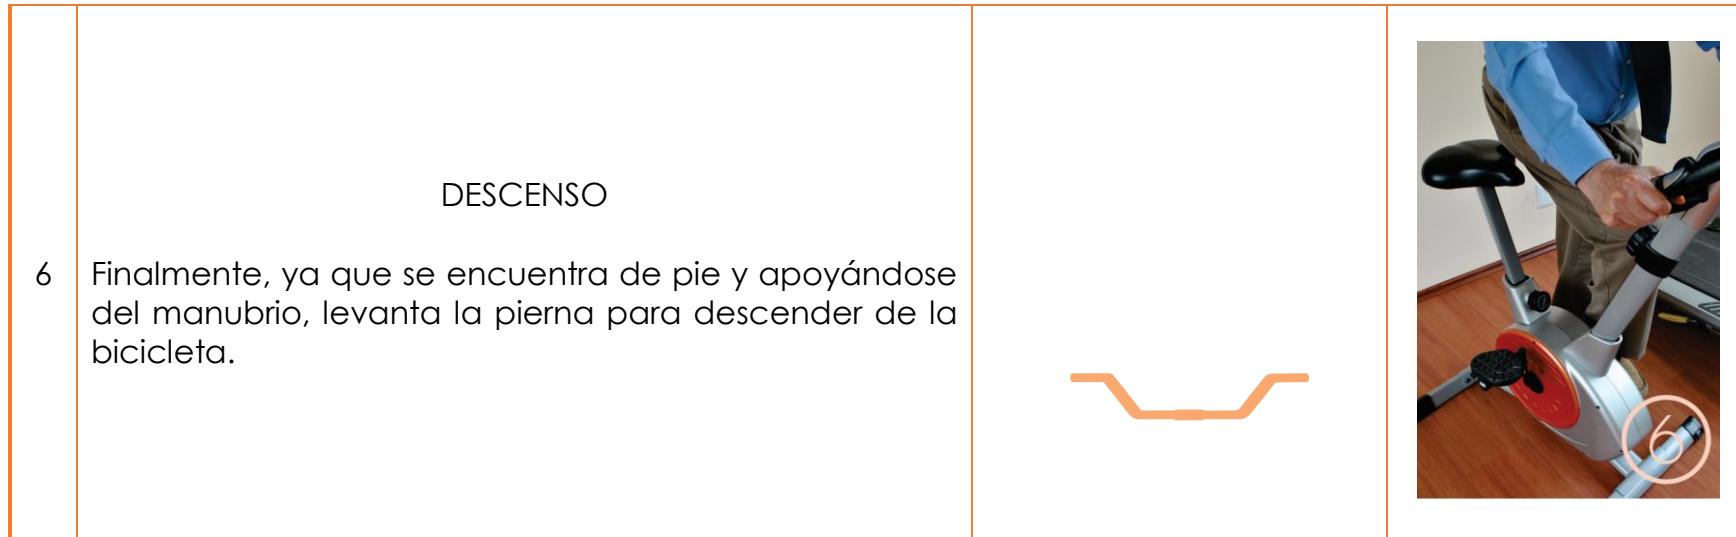 DESCENSO
6
Finalmente, ya que se encuentra de pie y apoyándose
del manubrio, levanta la pierna para descender de la
bicicleta.
6